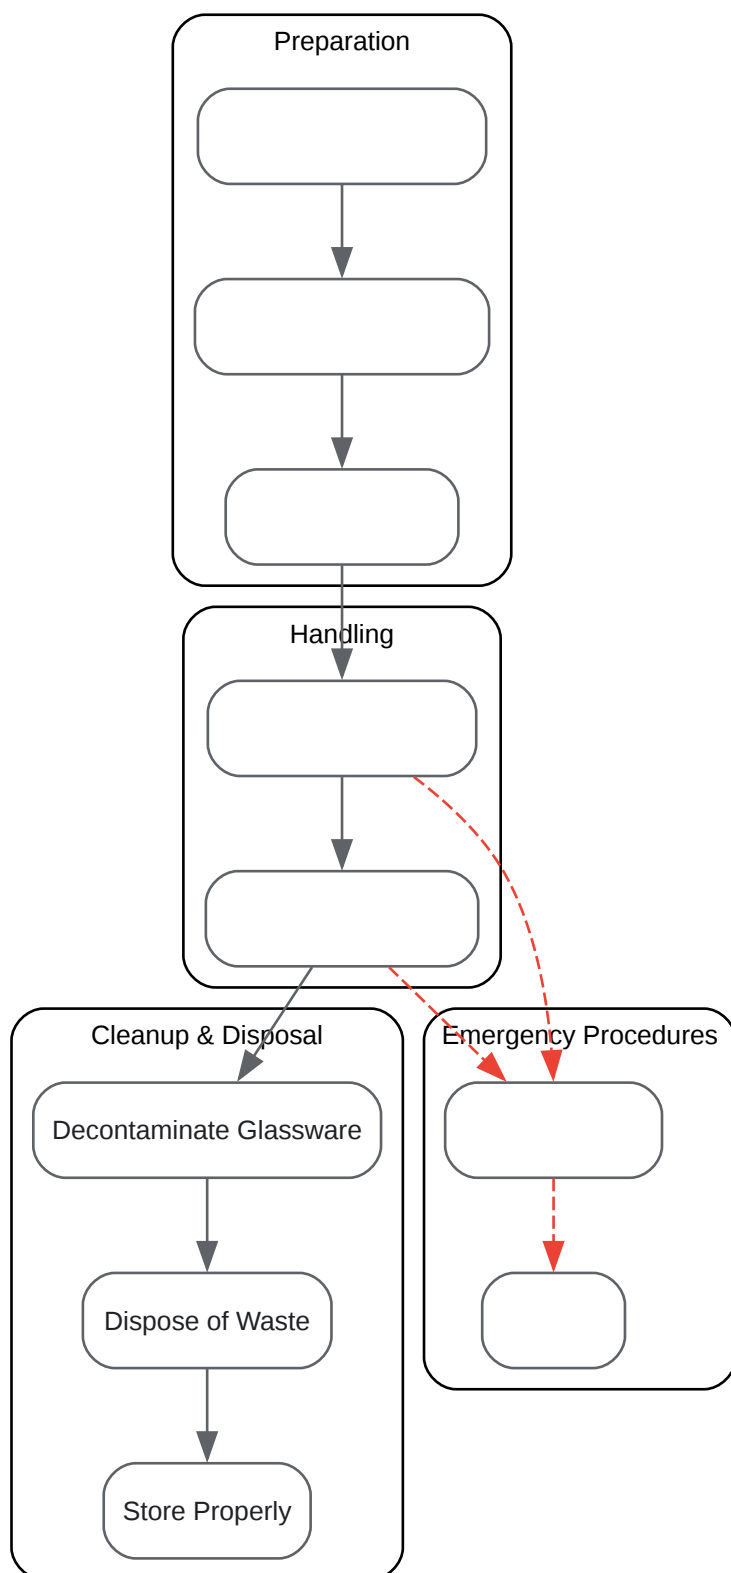 Preparation
Handling
Cleanup & Disposal
Emergency Procedures
Decontaminate Glassware
Dispose of Waste
Store Properly